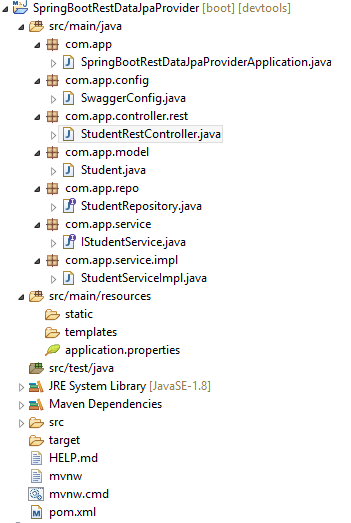 SpringBootRestDataJpaProvider [boot] [devtools]
src/main/java
com.app
SpringBootRestDataJpaProviderApplication.java
com.app.config
SwaggerConfig.java
com.app.controller.rest
StudentRestController.java
com.app.model
Student.java
com.app.repo
StudentRepository.java
com.app.service
IStudentService.java
com.app.service.impl
StudentServiceImpl.java
src/main/resources
static
templates
application.properties
src/test/java
JRE System Library [JavaSE-1.8]
Maven Dependencies
src
target
HELP.md
mvnw
mvnw.cmd
pom.xml